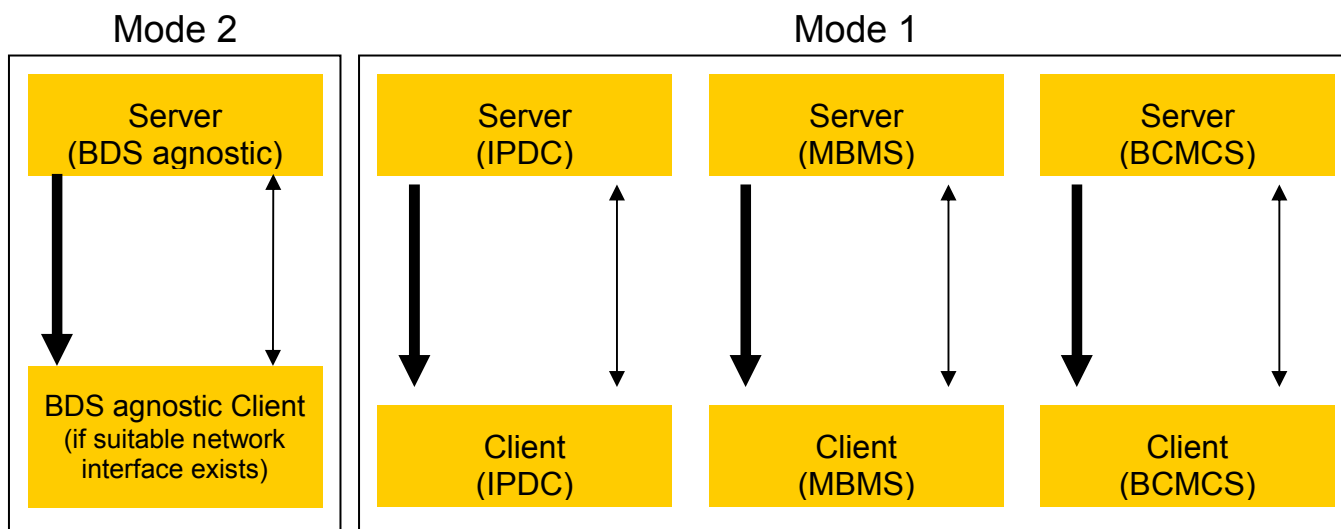 Mode 2
Mode 1
Server
(BDS agnostic)
Server
(IPDC)
Server
(MBMS)
Server
(BCMCS)
BDS agnostic Client
(if suitable network
interface exists)
Client
(IPDC)
Client
(MBMS)
Client
(BCMCS)